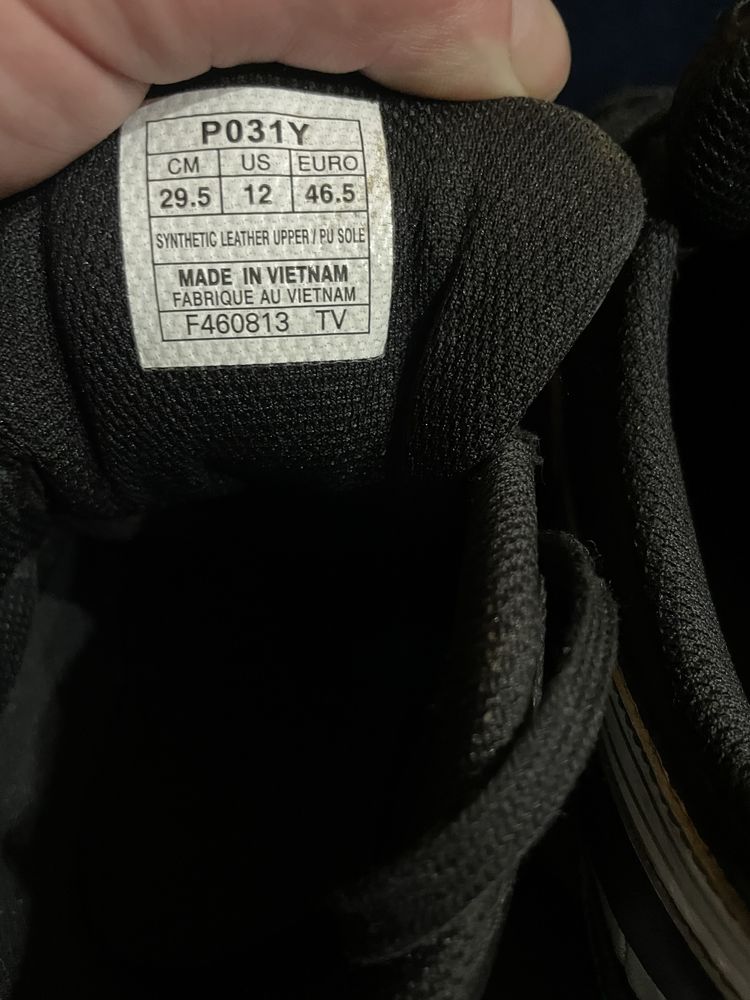 P031Y
CM US EURO
29.5 12 46.5
SYNTHETIC LEATHER UPPER / PU SOLE
MADE IN VIETNAM
FABRIQUE AU VIETNAM
F460813 TV